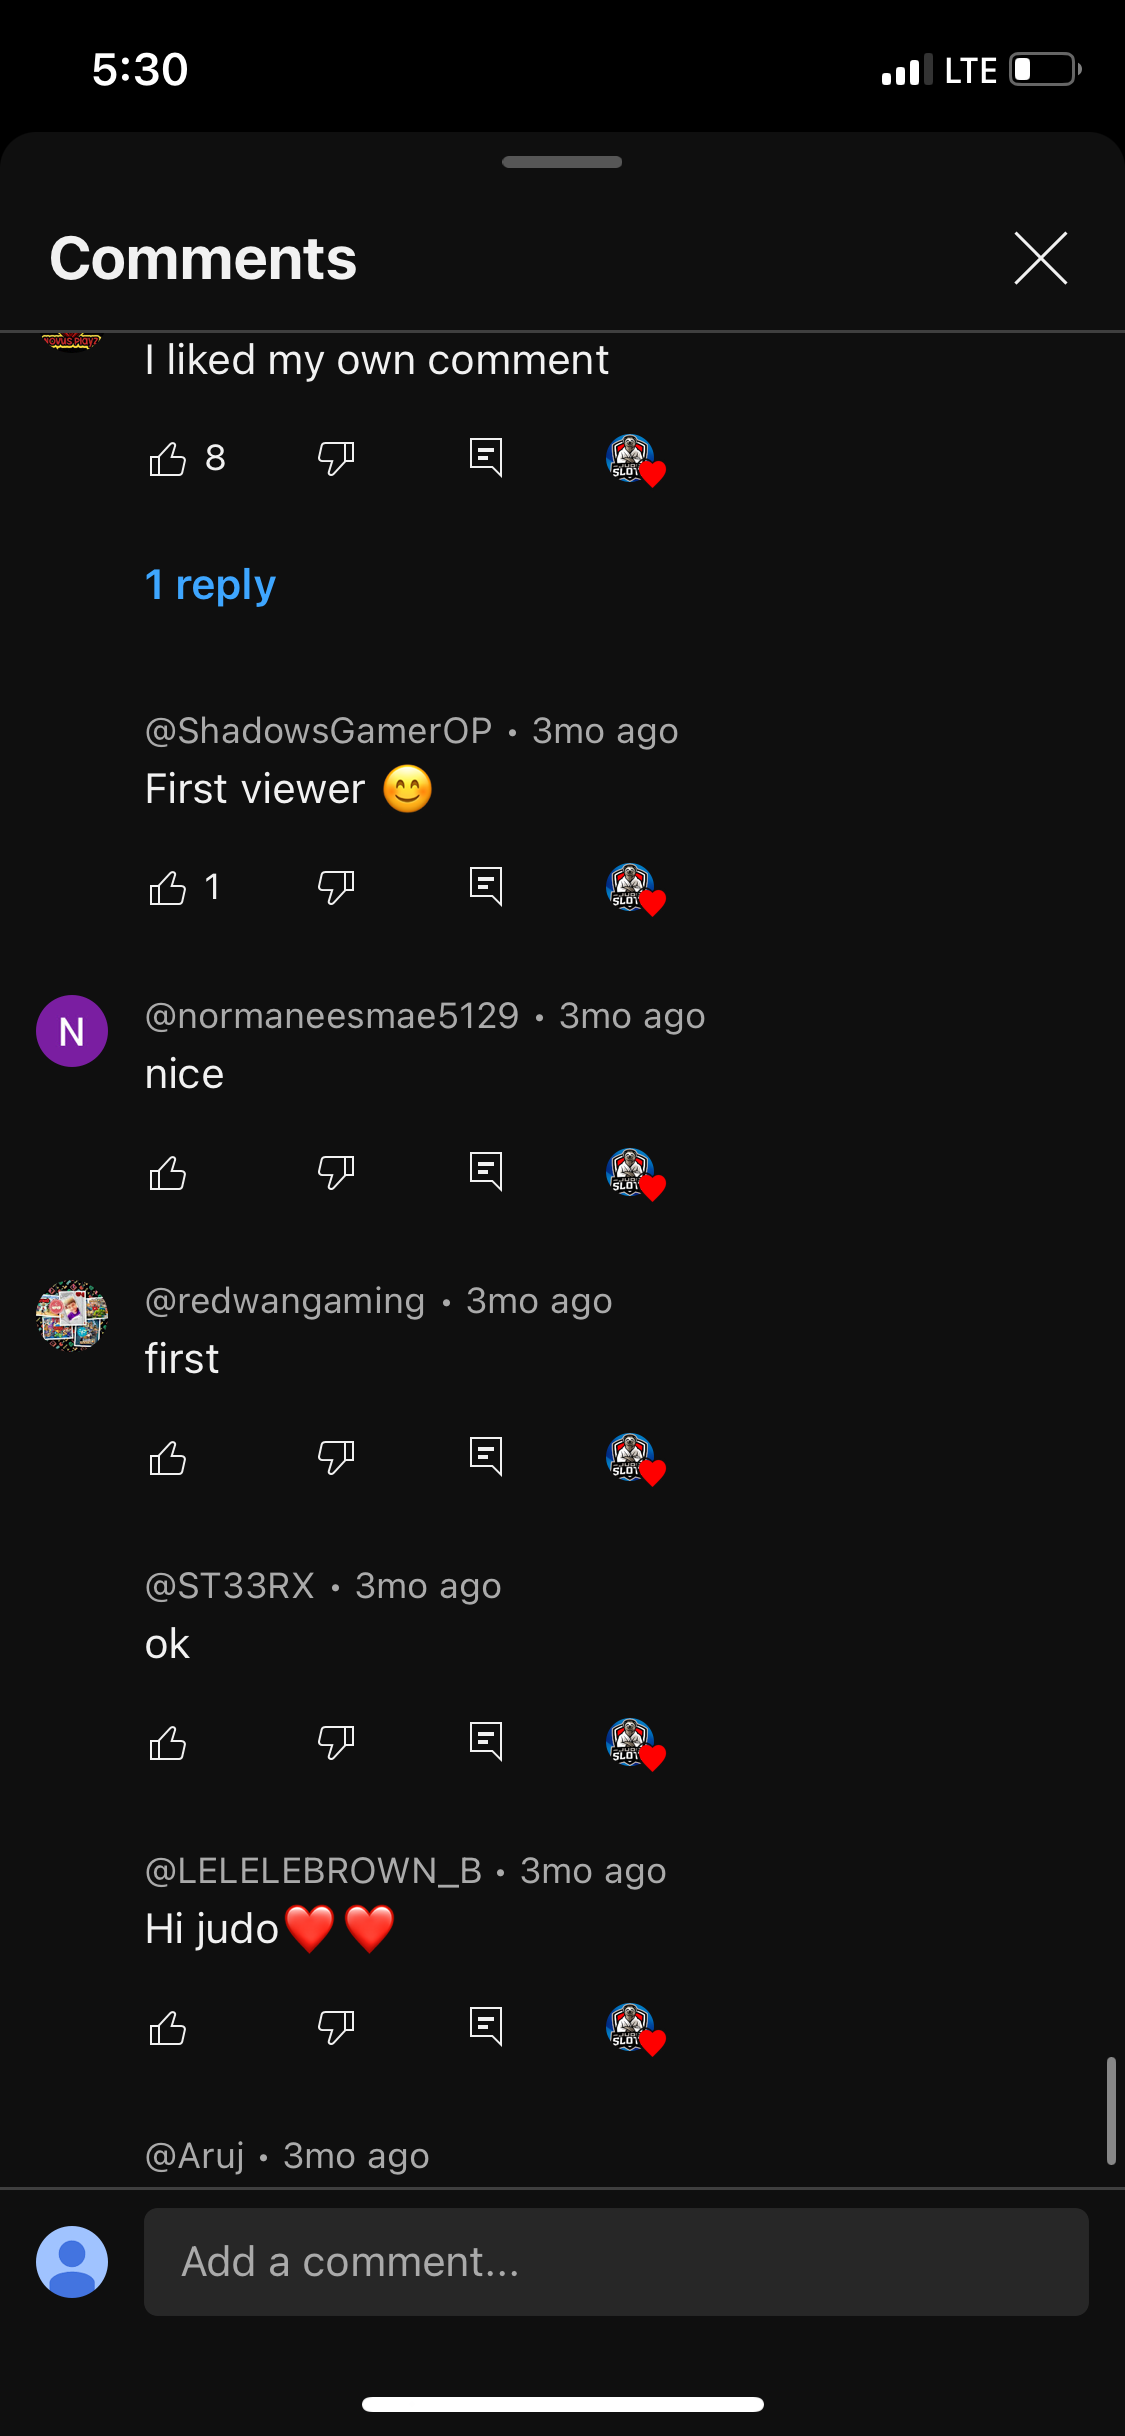 5:30
LTE
Comments
I liked my own comment
8
1 reply
@ShadowsGamerOP • 3mo ago
First viewer 😊
1
N
@normaneesmae5129 • 3mo ago
nice
@redwangaming • 3mo ago
first
@ST33RX • 3mo ago
ok
@LELELEBROWN_B • 3mo ago
Hi judo❤️❤️
@Aruj • 3mo ago
Add a comment...